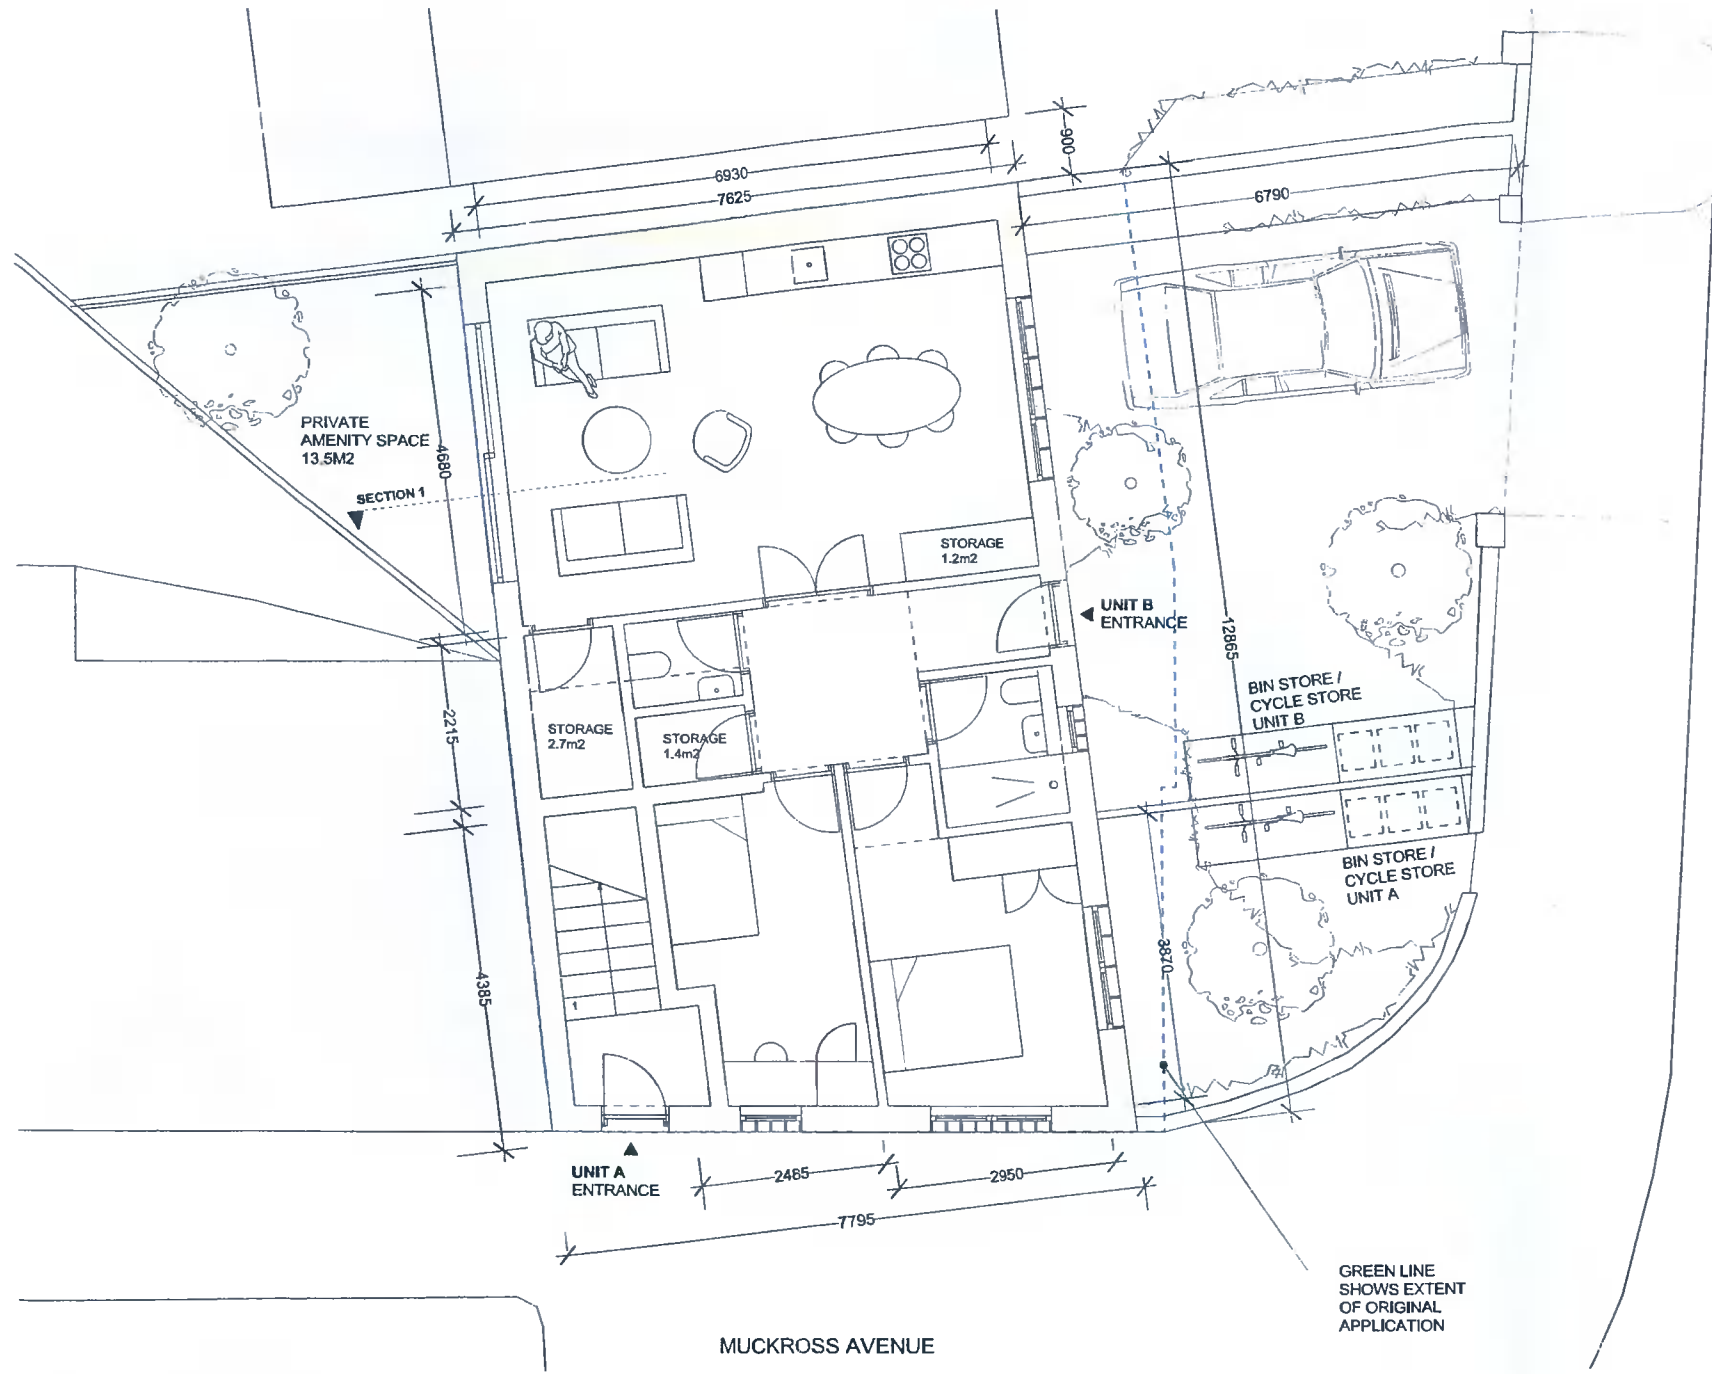 900
6930
7625
6790
PRIVATE
AMENITY SPACE
13.5M2
4680
SECTION 1
STORAGE
1.2m2
UNIT B
ENTRANCE
12865
2215
STORAGE
2.7m2
STORAGE
1.4m2
BIN STORE /
CYCLE STORE
UNIT B
BIN STORE /
CYCLE STORE
UNIT A
4385
3870
1
UNIT A
ENTRANCE
2465
2950
7795
GREEN LINE
SHOWS EXTENT
OF ORIGINAL
APPLICATION
MUCKROSS AVENUE